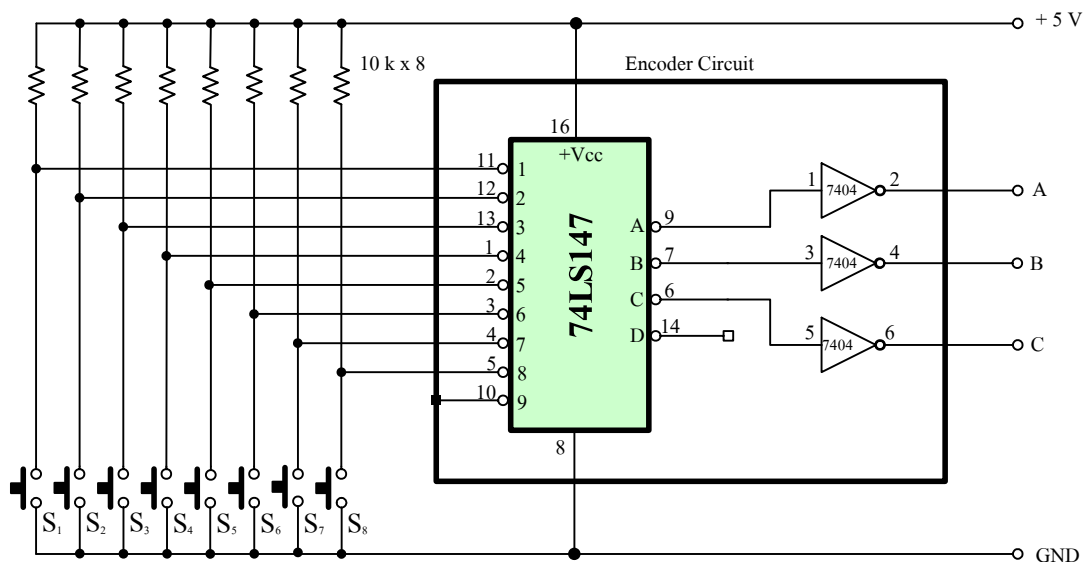 + 5 V
10 k x 8
Encoder Circuit
16
+Vcc
11 1
12 2
13 3
1 4
2 5
3 6
4 7
5 8
10 9
74LS147
A 9
B 7
C 6
D 14
8
1 7404 2 A
3 7404 4 B
5 7404 6 C
S1 S2 S3 S4 S5 S6 S7 S8
GND